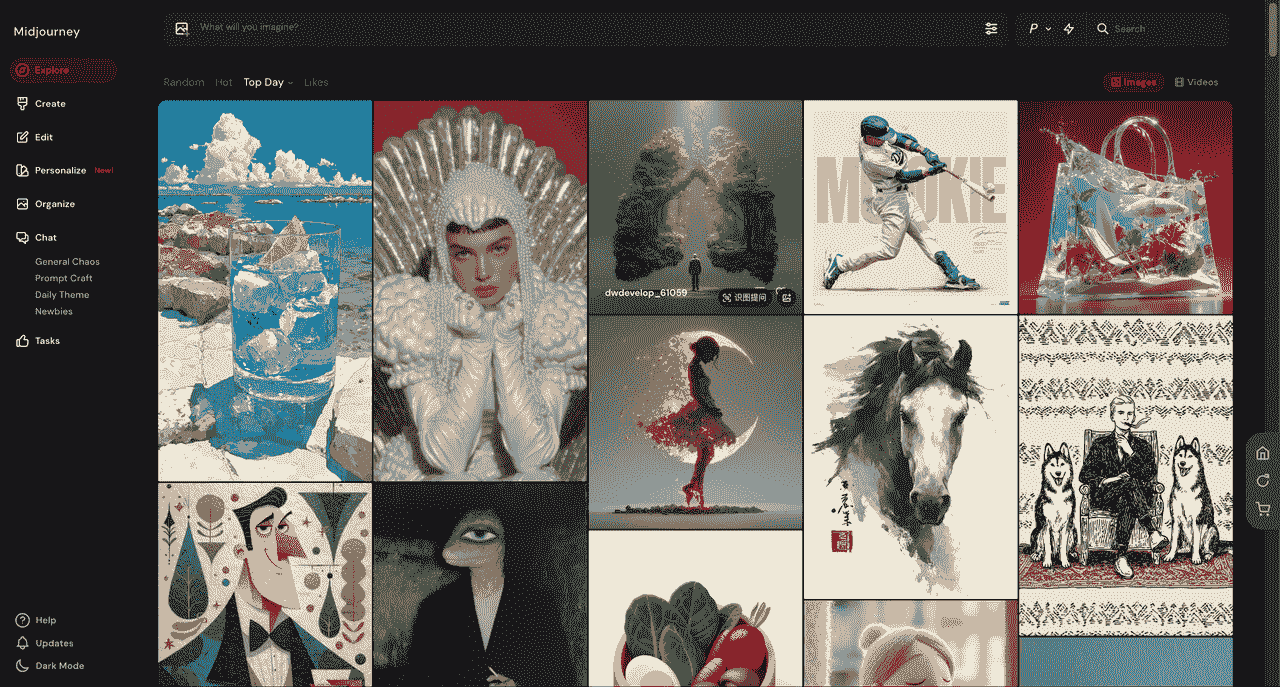 Midjourney
What will you imagine?
P
Search
Explore
Random Hot Top Day Likes
Images Videos
Create
Edit
Personalize New!
Organize
Chat
General Chaos
Prompt Craft
Daily Theme
Newbies
Tasks
Help
Updates
Dark Mode
dwdevelop_61059
识图提问